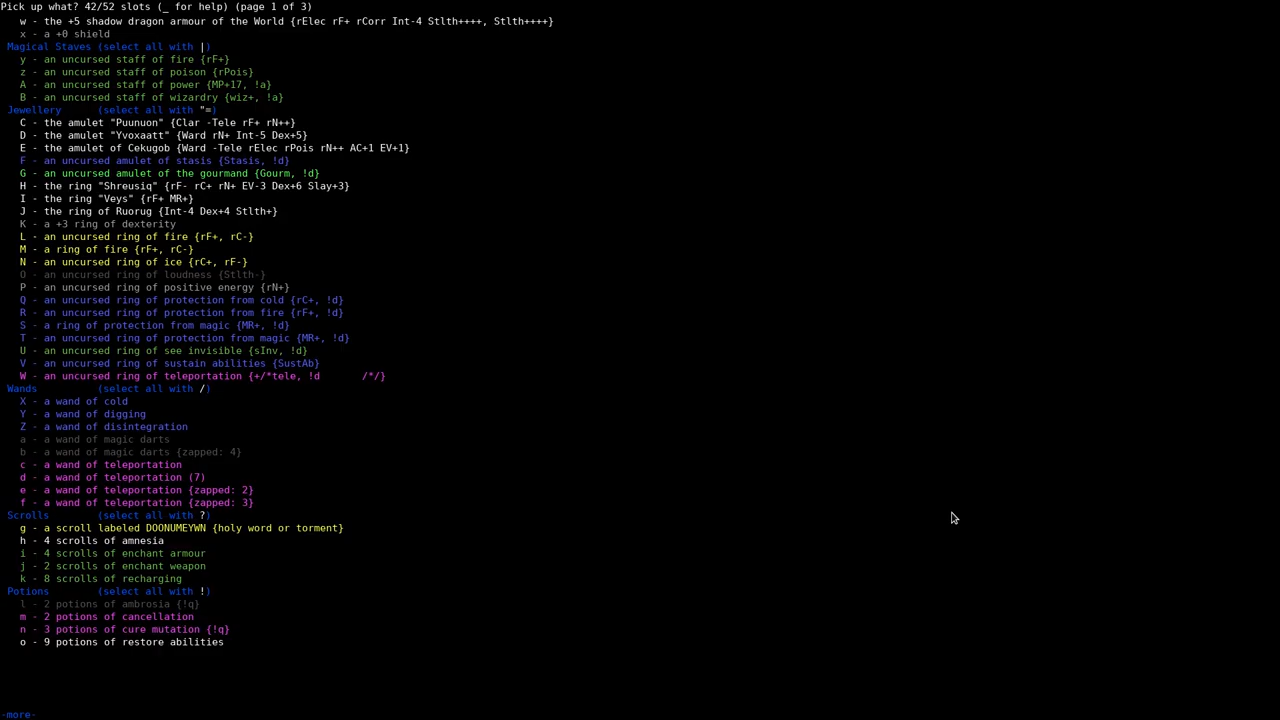 Pick up what? 42/52 slots (_ for help) (page 1 of 3)
w - the +5 shadow dragon armour of the World {rElec rF+ rCorr Int-4 Stlth++++, Stlth++++}
x - a +0 shield
Magical Staves (select all with |)
y - an uncursed staff of fire {rF+}
z - an uncursed staff of poison {rPois}
A - an uncursed staff of power {MP+17, !a}
B - an uncursed staff of wizardry {wiz+, !a}
Jewellery (select all with "=)
C - the amulet "Puunuon" {Clar -Tele rF+ rN++}
D - the amulet "Yvoxaatt" {Ward rN+ Int-5 Dex+5}
E - the amulet of Cekugob {Ward -Tele rElec rPois rN++ AC+1 EV+1}
F - an uncursed amulet of stasis {Stasis, !d}
G - an uncursed amulet of the gourmand {Gourm, !d}
H - the ring "Shreusiq" {rF- rC+ rN+ EV-3 Dex+6 Slay+3}
I - the ring "Veys" {rF+ MR+}
J - the ring of Ruorug {Int-4 Dex+4 Stlth+}
K - a +3 ring of dexterity
L - an uncursed ring of fire {rF+, rC-}
M - a ring of fire {rF+, rC-}
N - an uncursed ring of ice {rC+, rF-}
O - an uncursed ring of loudness {Stlth-}
P - an uncursed ring of positive energy {rN+}
Q - an uncursed ring of protection from cold {rC+, !d}
R - an uncursed ring of protection from fire {rF+, !d}
S - a ring of protection from magic {MR+, !d}
T - an uncursed ring of protection from magic {MR+, !d}
U - an uncursed ring of see invisible {sInv, !d}
V - an uncursed ring of sustain abilities {SustAb}
W - an uncursed ring of teleportation {+/*tele, !d /*/}
Wands (select all with /)
X - a wand of cold
Y - a wand of digging
Z - a wand of disintegration
a - a wand of magic darts
b - a wand of magic darts {zapped: 4}
c - a wand of teleportation
d - a wand of teleportation (7)
e - a wand of teleportation {zapped: 2}
f - a wand of teleportation {zapped: 3}
Scrolls (select all with ?)
g - a scroll labeled DOONUMEYWN {holy word or torment}
h - 4 scrolls of amnesia
i - 4 scrolls of enchant armour
j - 2 scrolls of enchant weapon
k - 8 scrolls of recharging
Potions (select all with !)
l - 2 potions of ambrosia {!q}
m - 2 potions of cancellation
n - 3 potions of cure mutation {!q}
o - 9 potions of restore abilities
-more-